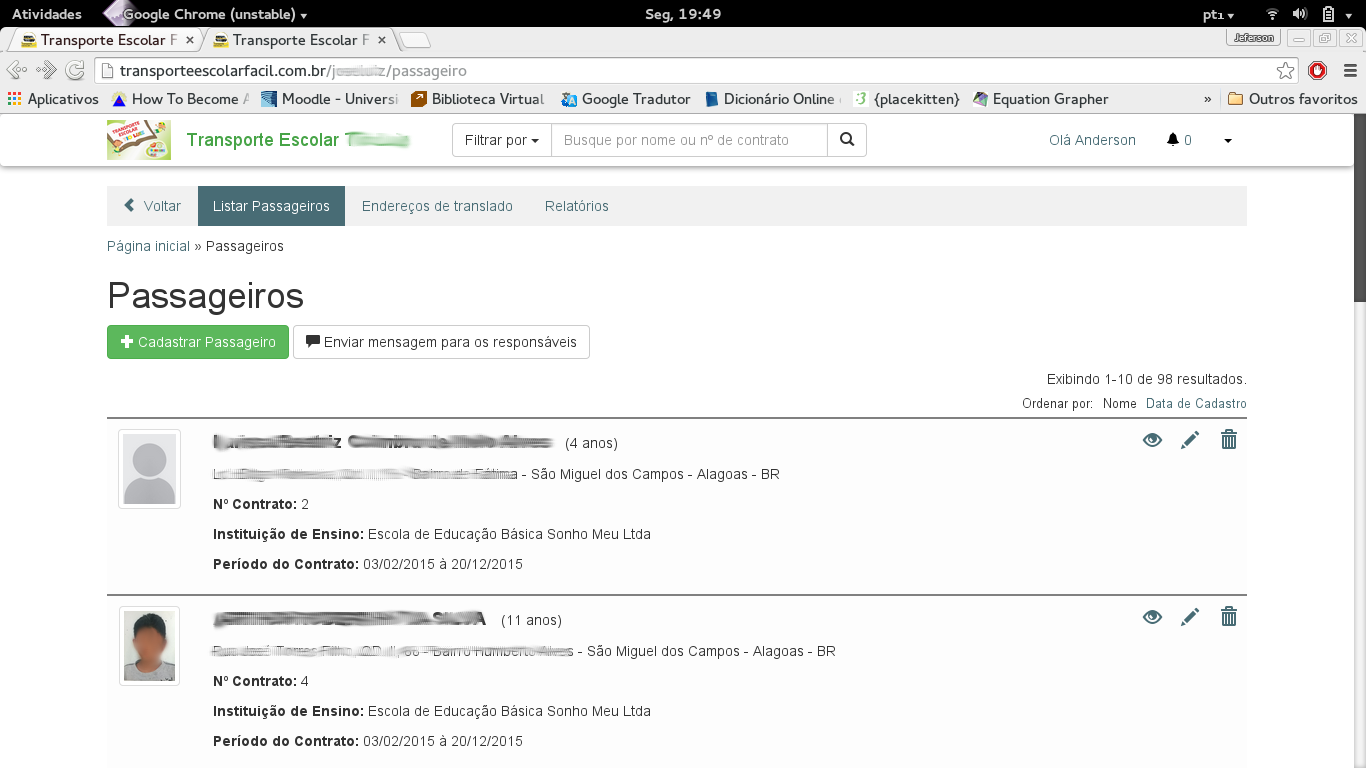 Atividades Google Chrome (unstable) Seg, 19:49 pt1
Transporte Escolar F × Transporte Escolar F × Jeferson
transporteescolarfacil.com.br/ /passageiro
Aplicativos How To Become A Moodle - Universi Biblioteca Virtual Google Tradutor Dicionário Online {placekitten} Equation Grapher » Outros favoritos
Transporte Escolar Filtrar por Busque por nome ou nº de contrato Olá Anderson 0
Voltar Listar Passageiros Endereços de translado Relatórios
Página inicial » Passageiros
Passageiros
Cadastrar Passageiro Enviar mensagem para os responsáveis
Exibindo 1-10 de 98 resultados.
Ordenar por: Nome Data de Cadastro
(4 anos)
- São Miguel dos Campos - Alagoas - BR
Nº Contrato: 2
Instituição de Ensino: Escola de Educação Básica Sonho Meu Ltda
Período do Contrato: 03/02/2015 à 20/12/2015
(11 anos)
- São Miguel dos Campos - Alagoas - BR
Nº Contrato: 4
Instituição de Ensino: Escola de Educação Básica Sonho Meu Ltda
Período do Contrato: 03/02/2015 à 20/12/2015